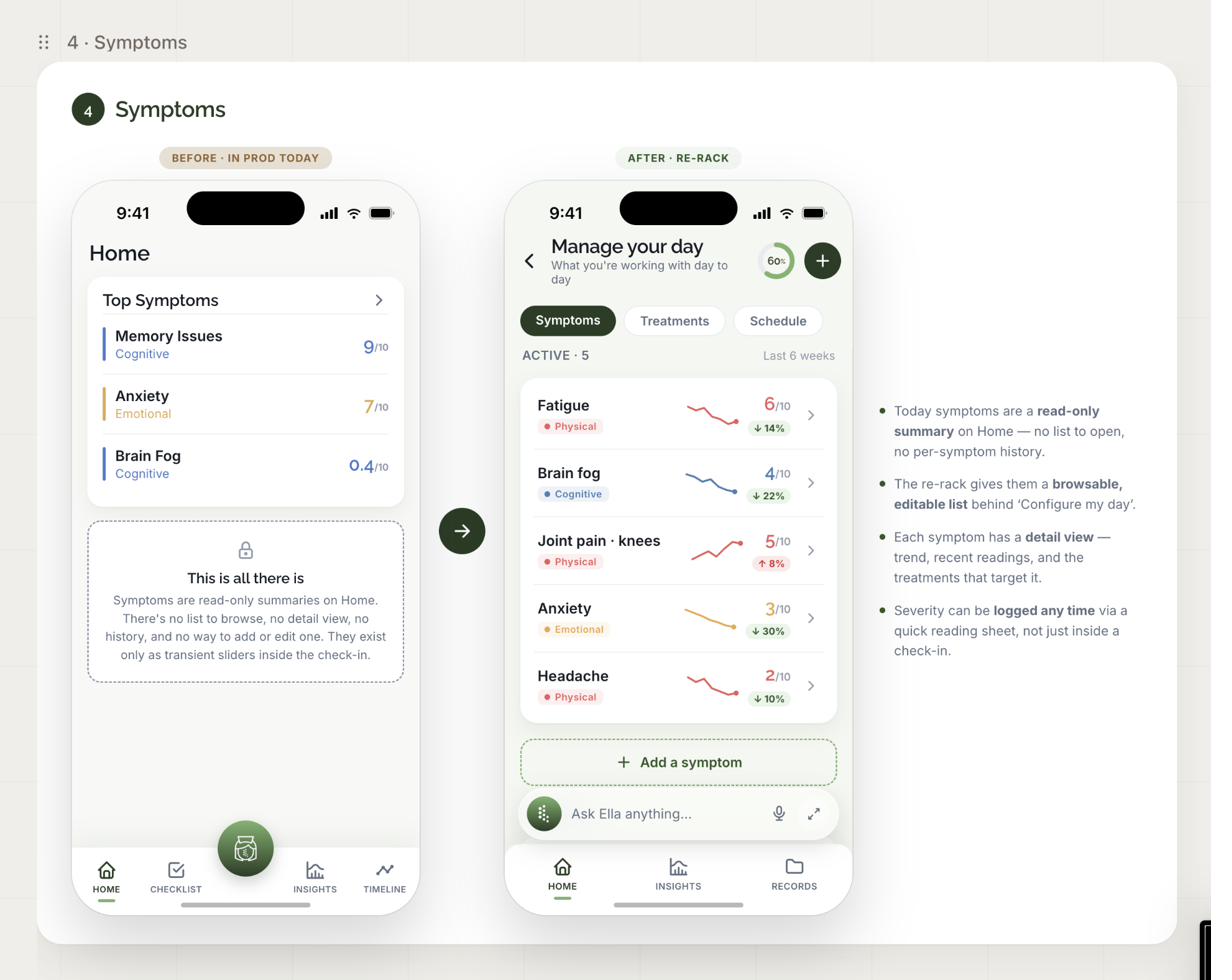 4 · Symptoms
4
Symptoms
BEFORE · IN PROD TODAY
9:41
Home
Top Symptoms
Memory Issues
Cognitive
9/10
Anxiety
Emotional
7/10
Brain Fog
Cognitive
0.4/10
This is all there is
Symptoms are read-only summaries on Home.
There's no list to browse, no detail view, no
history, and no way to add or edit one. They exist
only as transient sliders inside the check-in.
HOME
CHECKLIST
INSIGHTS
TIMELINE
AFTER · RE-RACK
9:41
Manage your day
What you're working with day to
day
60%
Symptoms
Treatments
Schedule
ACTIVE · 5
Last 6 weeks
Fatigue
Physical
6/10
↓ 14%
Brain fog
Cognitive
4/10
↓ 22%
Joint pain · knees
Physical
5/10
↑ 8%
Anxiety
Emotional
3/10
↓ 30%
Headache
Physical
2/10
↓ 10%
+ Add a symptom
Ask Ella anything...
HOME
INSIGHTS
RECORDS
• Today symptoms are a read-only
summary on Home — no list to open,
no per-symptom history.
• The re-rack gives them a browsable,
editable list behind ‘Configure my day’.
• Each symptom has a detail view —
trend, recent readings, and the
treatments that target it.
• Severity can be logged any time via a
quick reading sheet, not just inside a
check-in.